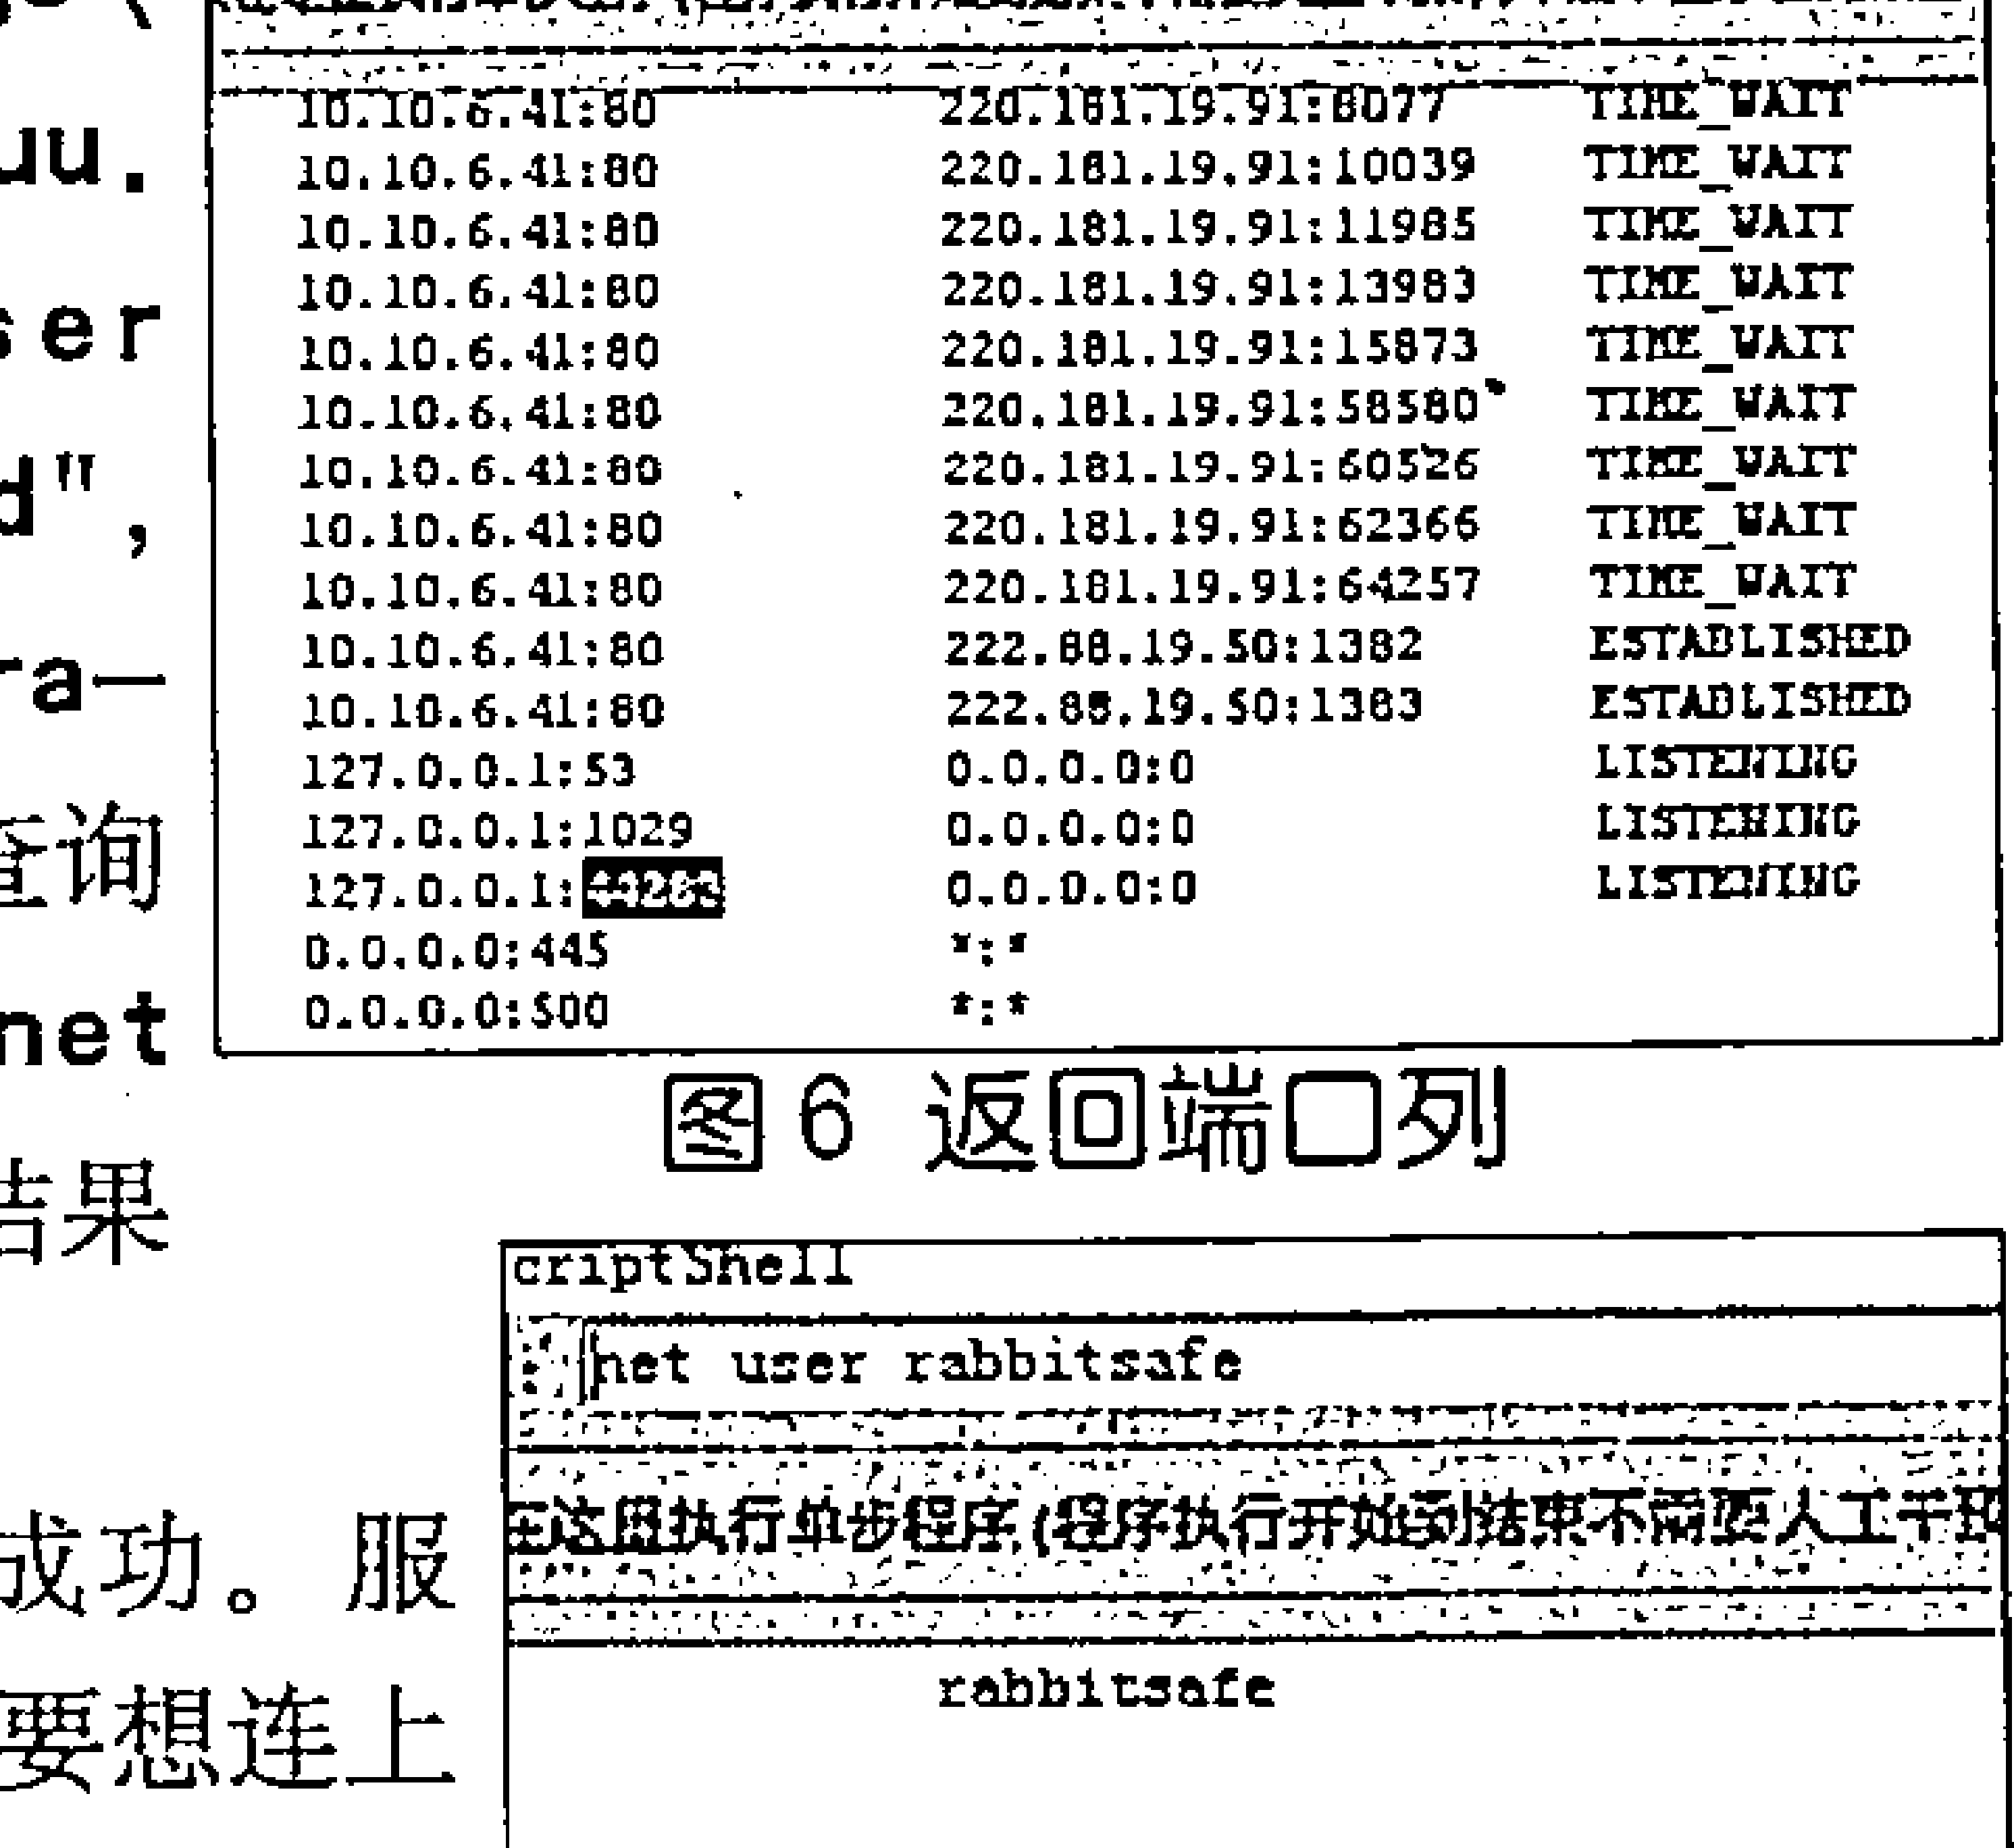 uu.
ser
d",
ra—
查询
net
结果
成功。服
要想连上
10.10.6.41:80 220.181.19.91:8077 TIME_WAIT
10.10.6.41:80 220.181.19.91:10039 TIME_WAIT
10.10.6.41:80 220.181.19.91:11985 TIME_WAIT
10.10.6.41:80 220.181.19.91:13983 TIME_WAIT
10.10.6.41:80 220.181.19.91:15873 TIME_WAIT
10.10.6.41:80 220.181.19.91:58580 TIME_WAIT
10.10.6.41:80 220.181.19.91:60526 TIME_WAIT
10.10.6.41:80 220.181.19.91:62366 TIME_WAIT
10.10.6.41:80 220.181.19.91:64257 TIME_WAIT
10.10.6.41:80 222.88.19.50:1382 ESTABLISHED
10.10.6.41:80 222.88.19.50:1383 ESTABLISHED
127.0.0.1:53 0.0.0.0:0 LISTENING
127.0.0.1:1029 0.0.0.0:0 LISTENING
127.0.0.1: 0.0.0.0:0 LISTENING
0.0.0.0:445 *:*
0.0.0.0:500 *:*
图6 返回端口列
criptShell
net user rabbitsafe
在这里执行单步程序(程序执行开始到结束不需要人工干预
rabbitsafe